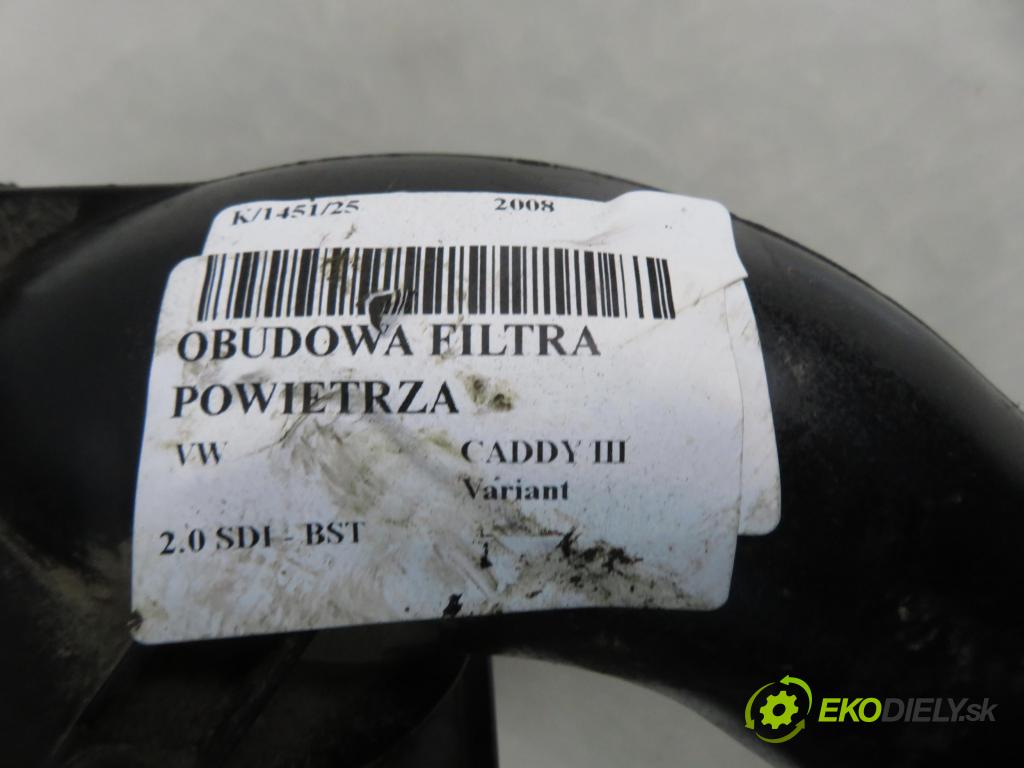 K/1451/25 2008
OBUDOWA FILTRA
POWIETRZA
VW CADDY III
Variant
2.0 SDI - BST
EKODIELY.sk